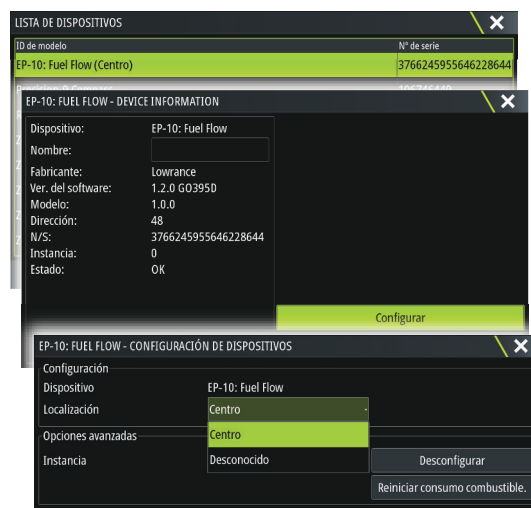 LISTA DE DISPOSITIVOS
ID de modelo Nº de serie
EP-10: Fuel Flow (Centro) 3766245955646228644
EP-10: FUEL FLOW - DEVICE INFORMATION
Dispositivo: EP-10: Fuel Flow
Nombre:
Fabricante: Lowrance
Ver. del software: 1.2.0 GO395D
Modelo: 1.0.0
Dirección: 48
N/S: 3766245955646228644
Instancia: 0
Estado: OK
Configurar
EP-10: FUEL FLOW - CONFIGURACIÓN DE DISPOSITIVOS
Configuración
Dispositivo EP-10: Fuel Flow
Localización Centro
Centro
Opciones avanzadas
Desconocido
Instancia Desconfigurar
Reiniciar consumo combustible.